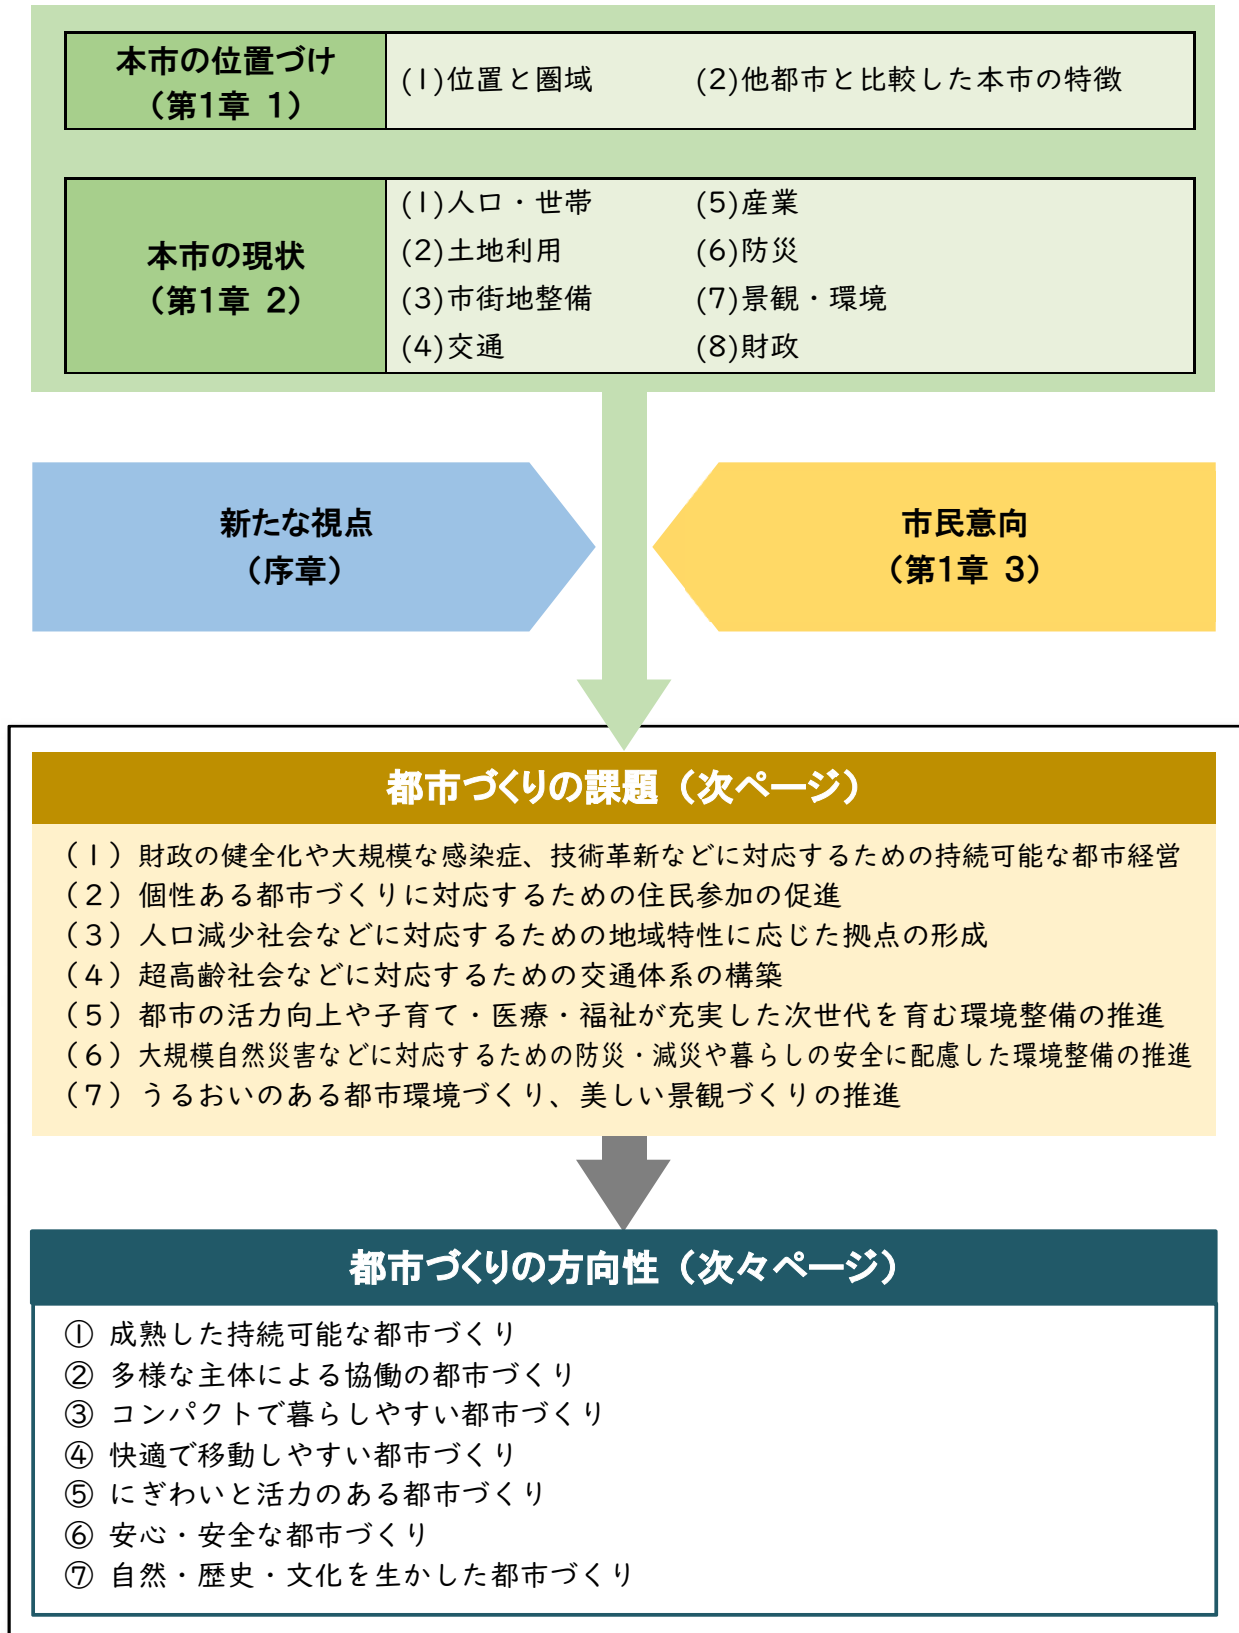 本市の位置づけ
（第1章 1）
(1)位置と圏域 (2)他都市と比較した本市の特徴
本市の現状
（第1章 2）
(1)人口・世帯 (5)産業
(2)土地利用 (6)防災
(3)市街地整備 (7)景観・環境
(4)交通 (8)財政
新たな視点
（序章）
市民意向
（第1章 3）
都市づくりの課題（次ページ）
（1）財政の健全化や大規模な感染症、技術革新などに対応するための持続可能な都市経営
（2）個性ある都市づくりに対応するための住民参加の促進
（3）人口減少社会などに対応するための地域特性に応じた拠点の形成
（4）超高齢社会などに対応するための交通体系の構築
（5）都市の活力向上や子育て・医療・福祉が充実した次世代を育む環境整備の推進
（6）大規模自然災害などに対応するための防災・減災や暮らしの安全に配慮した環境整備の推進
（7）うるおいのある都市環境づくり、美しい景観づくりの推進
都市づくりの方向性（次々ページ）
① 成熟した持続可能な都市づくり
② 多様な主体による協働の都市づくり
③ コンパクトで暮らしやすい都市づくり
④ 快適で移動しやすい都市づくり
⑤ にぎわいと活力のある都市づくり
⑥ 安心・安全な都市づくり
⑦ 自然・歴史・文化を生かした都市づくり